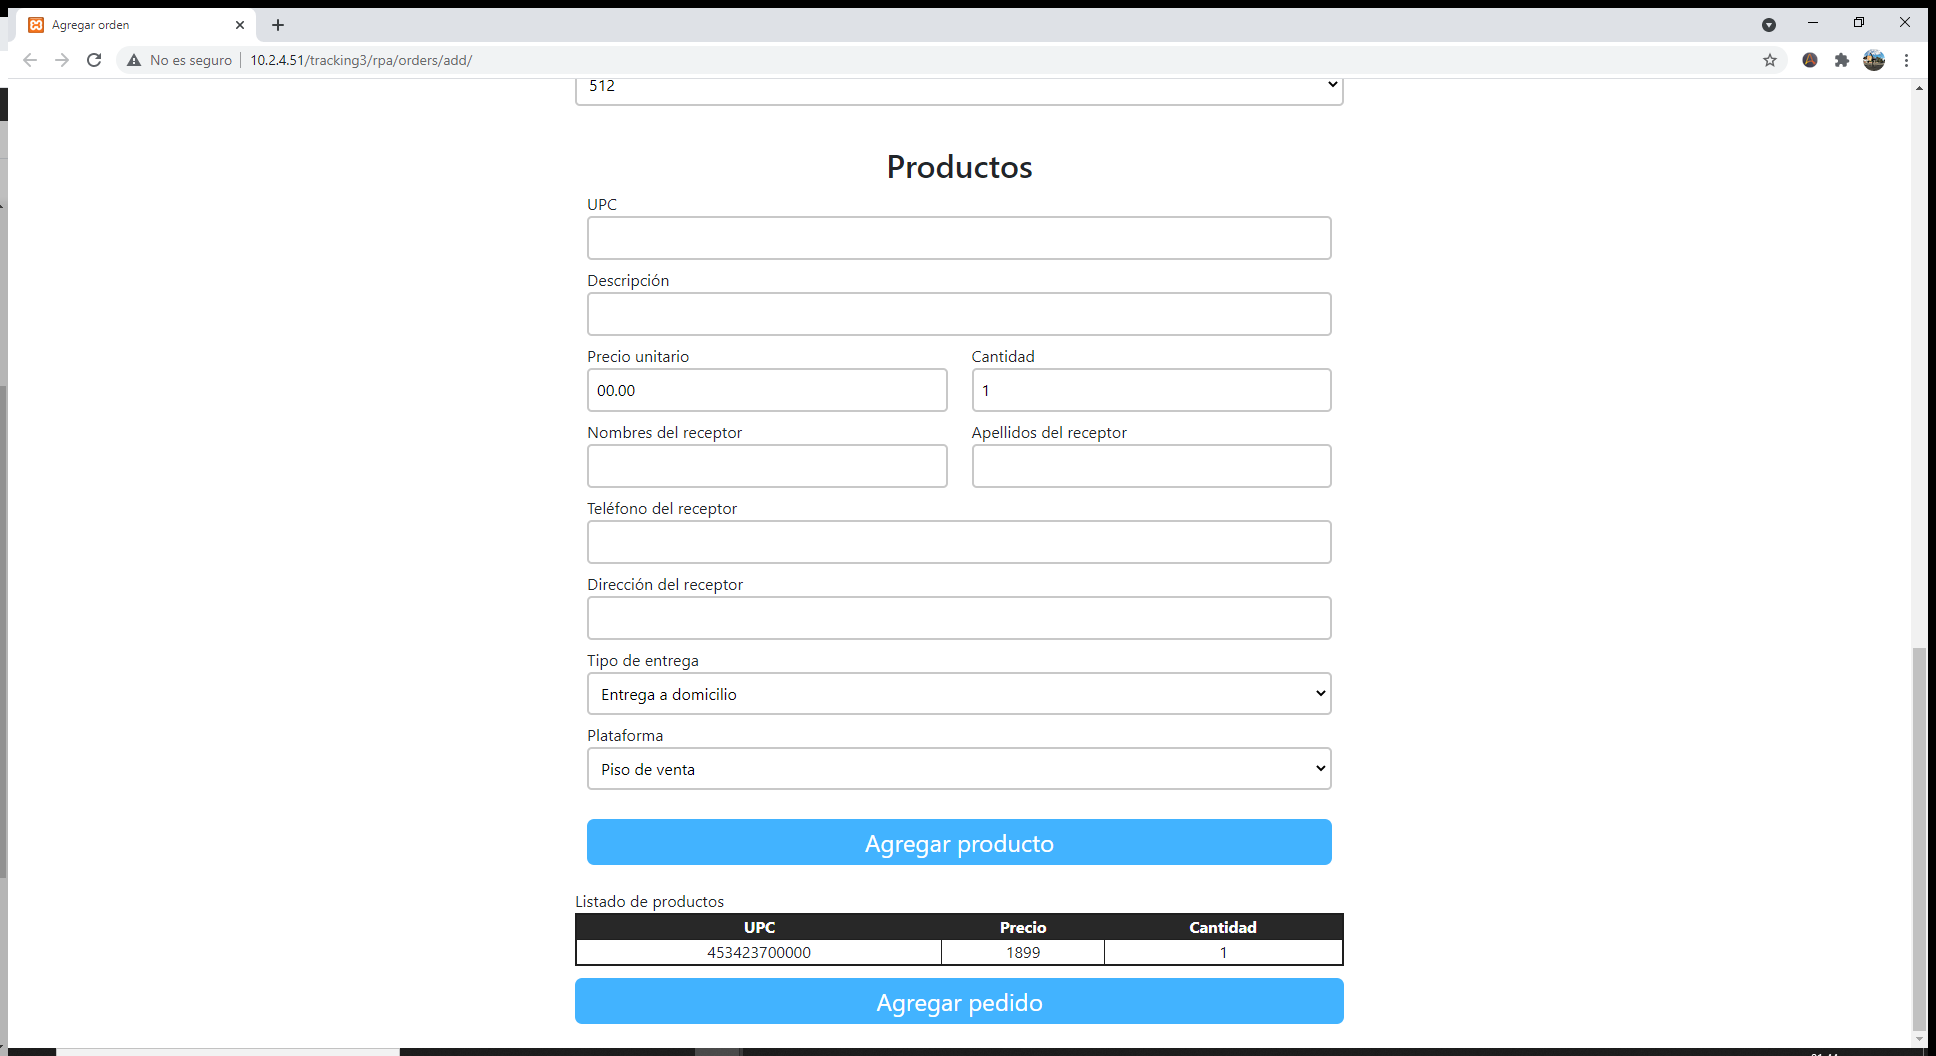 Agregar orden
No es seguro 10.2.4.51/tracking3/rpa/orders/add/
512
Productos
UPC
Descripción
Precio unitario Cantidad
00.00 1
Nombres del receptor Apellidos del receptor
Teléfono del receptor
Dirección del receptor
Tipo de entrega
Entrega a domicilio
Plataforma
Piso de venta
Agregar producto
Listado de productos
UPC Precio Cantidad
453423700000 1899 1
Agregar pedido